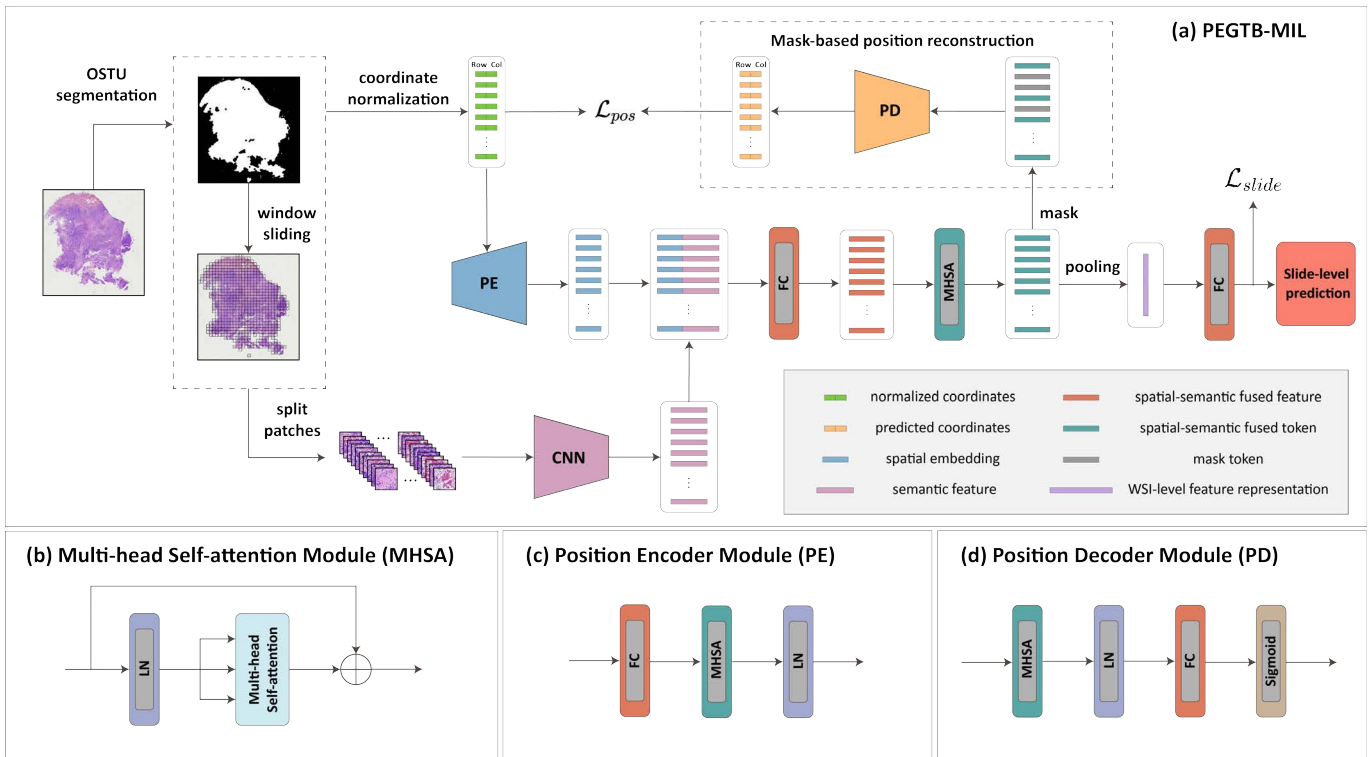 (a) PEGTB-MIL
OSTU
segmentation
coordinate
normalization
Row Col
ℒpos
Mask-based position reconstruction
Row Col
PD
window
sliding
mask
ℒslide
PE
FC
MHSA
pooling
FC
Slide-level
prediction
split
patches
CNN
normalized coordinates
spatial-semantic fused feature
predicted coordinates
spatial-semantic fused token
spatial embedding
mask token
semantic feature
WSI-level feature representation
(b) Multi-head Self-attention Module (MHSA)
LN
Multi-head
Self-attention
(c) Position Encoder Module (PE)
FC
MHSA
LN
(d) Position Decoder Module (PD)
MHSA
LN
FC
Sigmoid